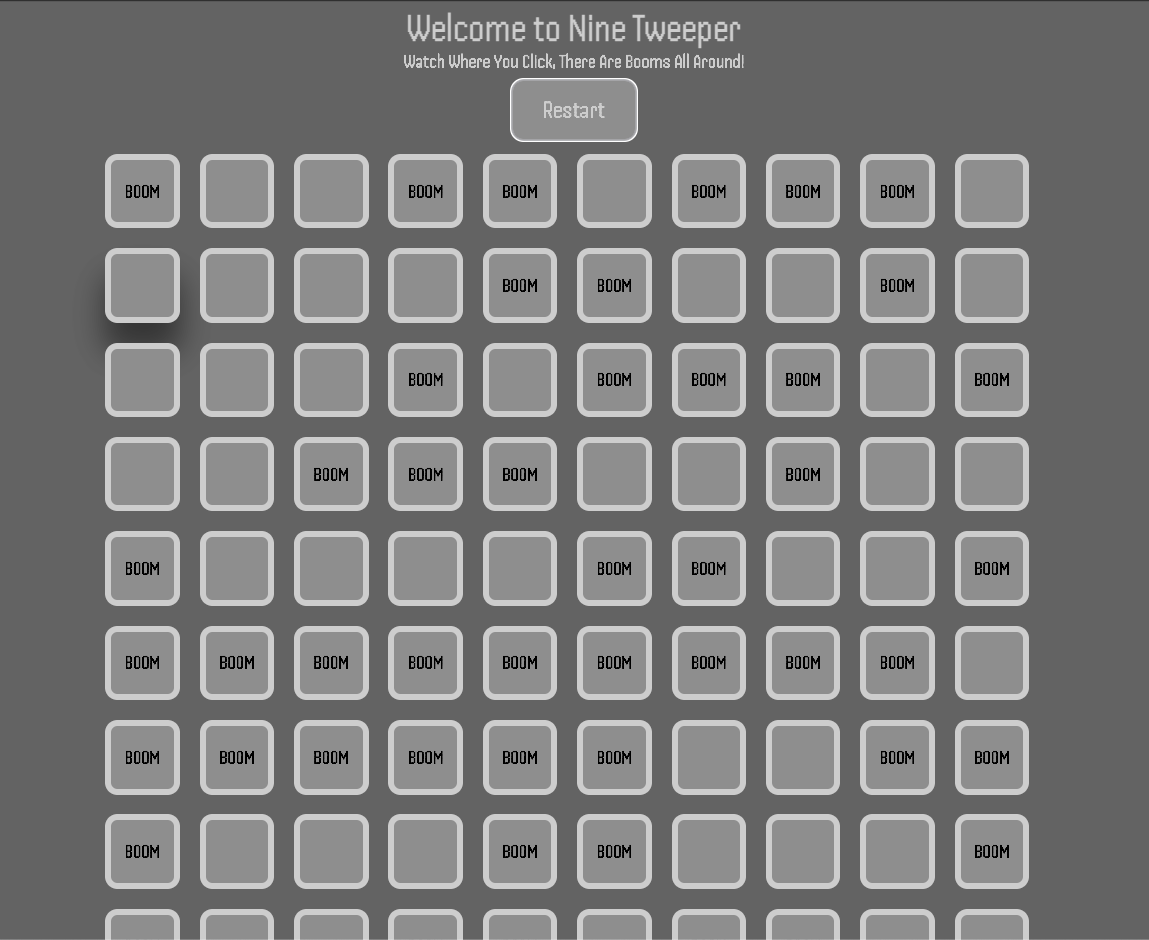 Welcome to Nine Tweeper
Watch Where You Click, There Are Booms All Around!
Restart
BOOM BOOM BOOM BOOM BOOM BOOM
BOOM BOOM BOOM
BOOM BOOM BOOM BOOM BOOM
BOOM BOOM BOOM BOOM
BOOM BOOM BOOM BOOM
BOOM BOOM BOOM BOOM BOOM BOOM BOOM BOOM BOOM
BOOM BOOM BOOM BOOM BOOM BOOM BOOM BOOM
BOOM BOOM BOOM BOOM